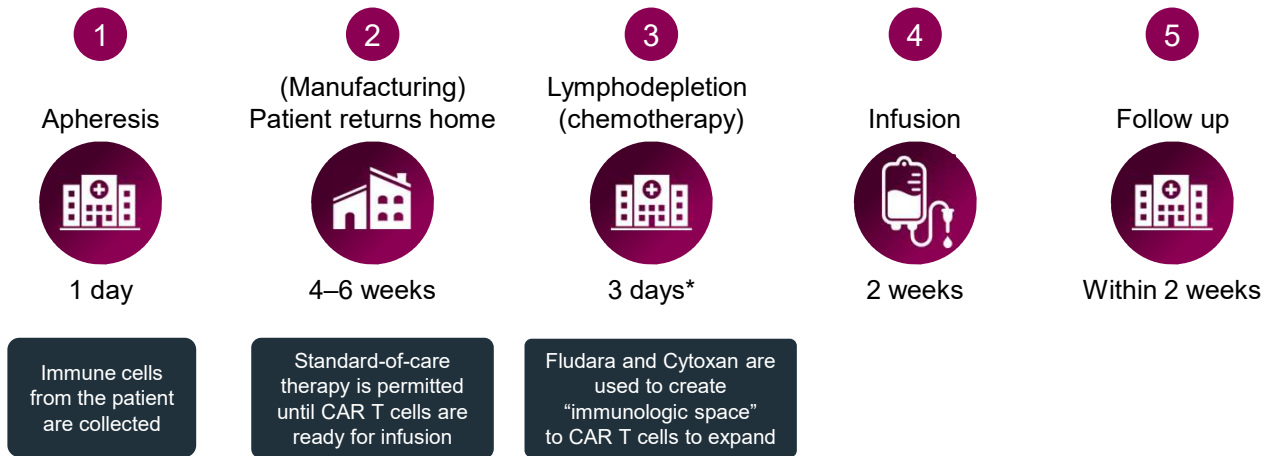 1
Apheresis
1 day
Immune cells
from the patient
are collected
2
(Manufacturing)
Patient returns home
4–6 weeks
Standard-of-care
therapy is permitted
until CAR T cells are
ready for infusion
3
Lymphodepletion
(chemotherapy)
3 days*
Fludara and Cytoxan are
used to create
“immunologic space”
to CAR T cells to expand
4
Infusion
2 weeks
5
Follow up
Within 2 weeks